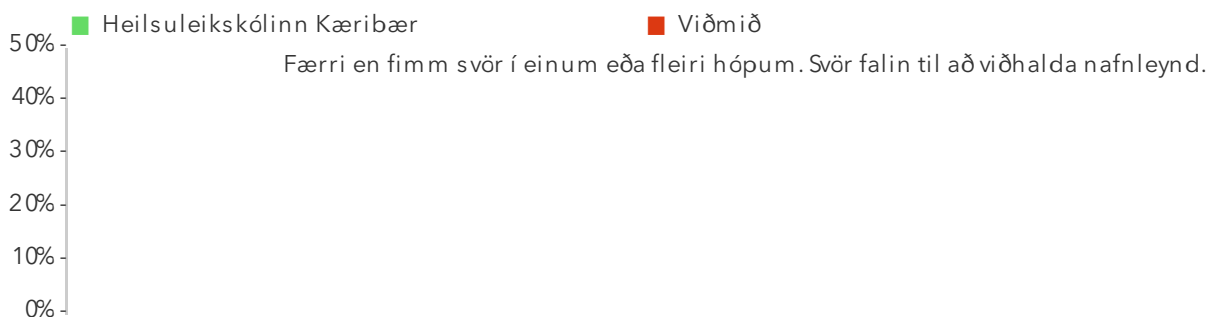 Heilsuleikskólinn Kæribær
Viðmið
Færri en fimm svör í einum eða fleiri hópum. Svör falin til að viðhalda nafnleynd.
50%
40%
30%
20%
10%
0%